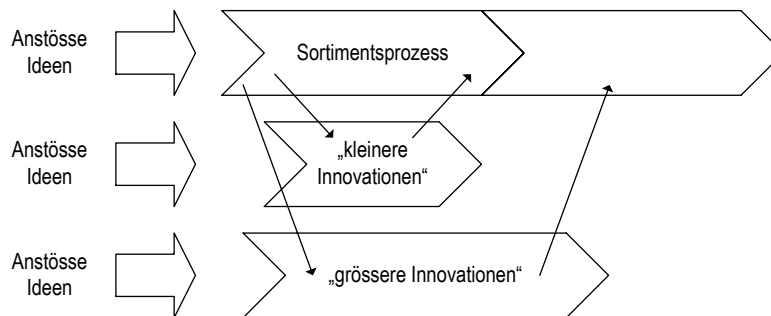 Anstösse
Ideen
Sortimentsprozess
Anstösse
Ideen
„kleinere
Innovationen“
Anstösse
Ideen
„grössere Innovationen“